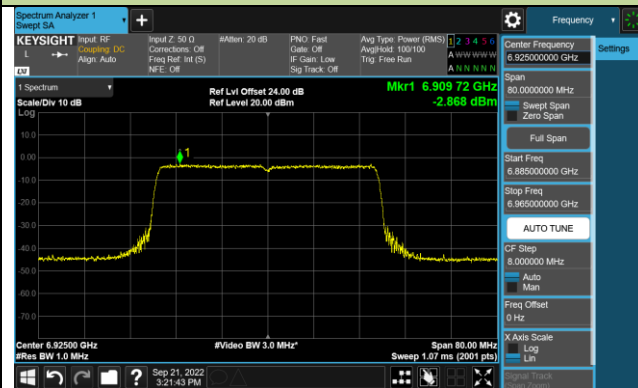 Spectrum Analyzer 1
Swept SA
Frequency
KEYSIGHT
Input: RF
Coupling: DC
Align: Auto
Input Z: 50 Ω
Corrections: Off
Freq Ref: Int (S)
NFE: Off
#Atten: 20 dB
PNO: Fast
Gate: Off
IF Gain: Low
Sig Track: Off
Avg Type: Power (RMS)
Avg|Hold: 100/100
Trig: Free Run
1 2 3 4 5 6
A W W W W W
A N N N N N
L
LXI
Center Frequency
6.925000000 GHz
Settings
Span
80.0000000 MHz
Swept Span
Zero Span
Full Span
Start Freq
6.885000000 GHz
Stop Freq
6.965000000 GHz
AUTO TUNE
CF Step
8.000000 MHz
Auto
Man
Freq Offset
0 Hz
X Axis Scale
Log
Lin
Signal Track
(Span Zoom)
1 Spectrum
Scale/Div 10 dB
Log
Ref Lvl Offset 24.00 dB
Ref Level 20.00 dBm
Mkr1 6.909 72 GHz
-2.868 dBm
1
10.0
0.00
-10.0
-20.0
-30.0
-40.0
-50.0
-60.0
-70.0
Center 6.92500 GHz
#Res BW 1.0 MHz
#Video BW 3.0 MHz*
Span 80.00 MHz
Sweep 1.07 ms (2001 pts)
Sep 21, 2022
3:21:43 PM